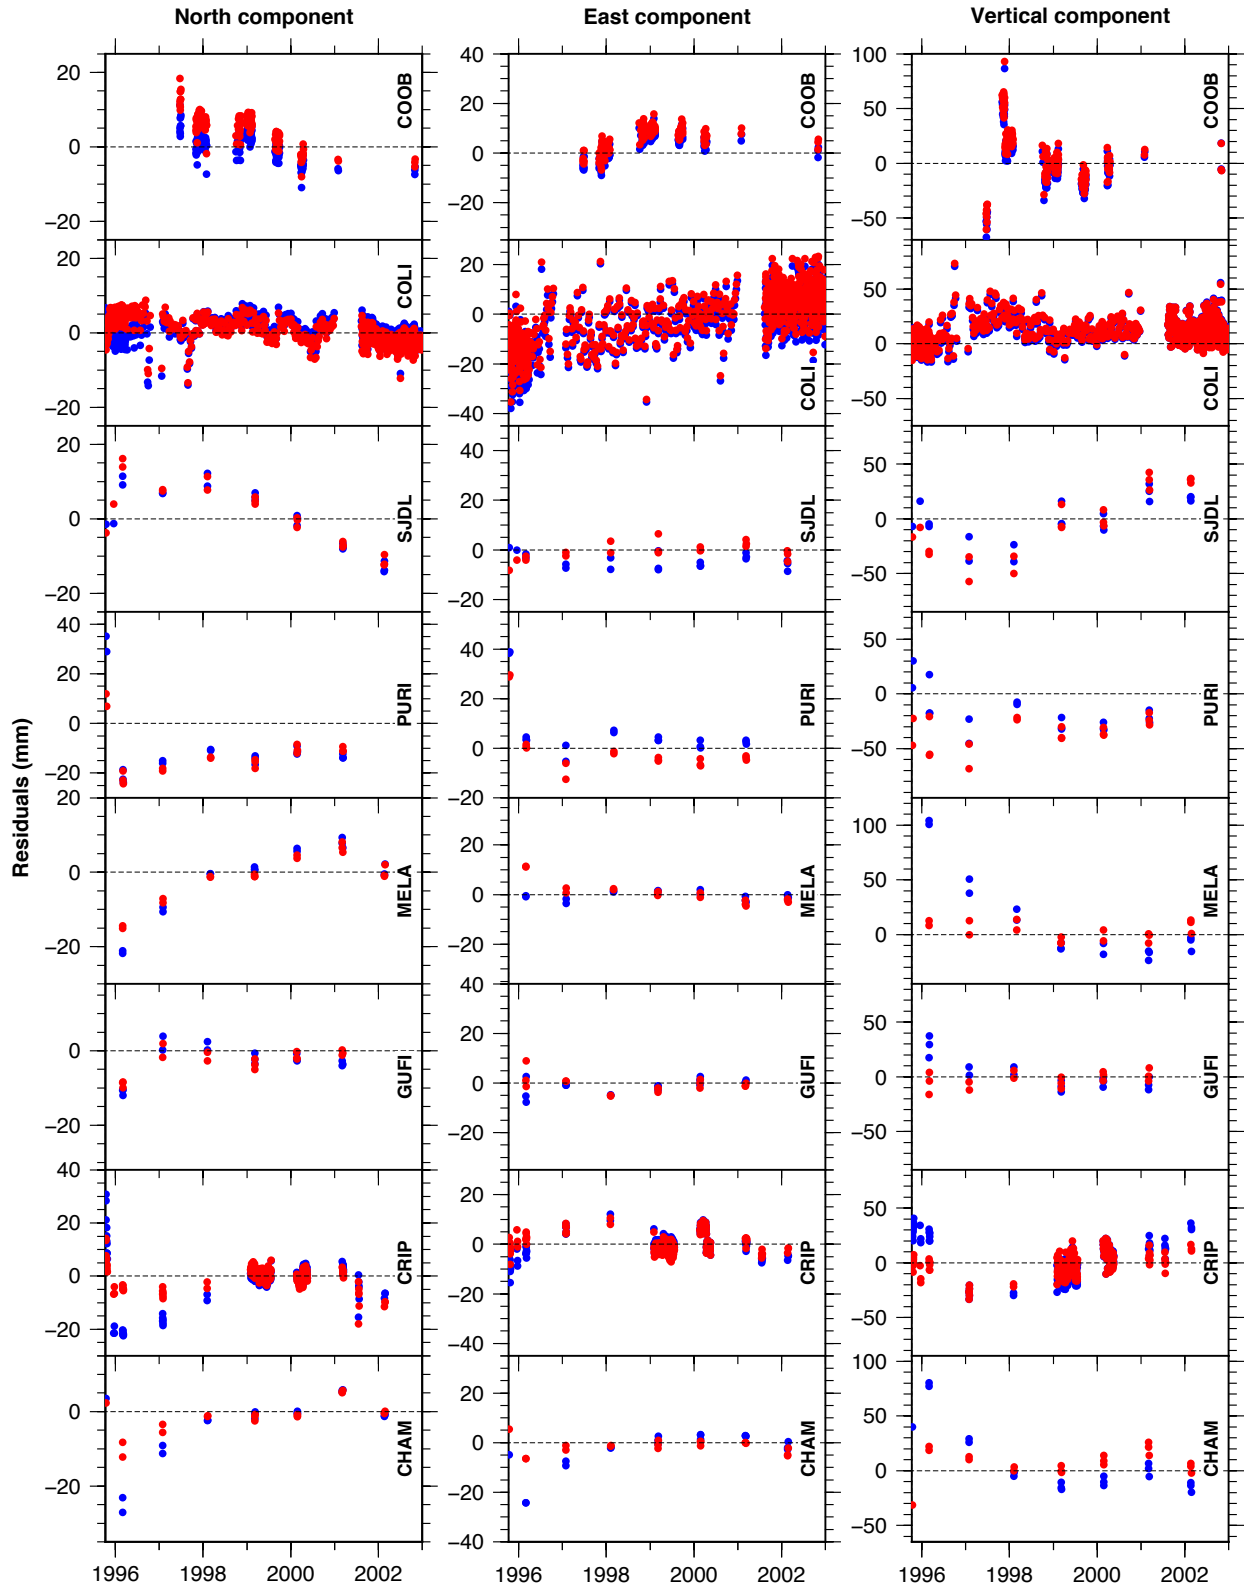 North component East component Vertical component
20 0 −20 COOB 40 20 0 −20 COOB 100 50 0 −50 COOB
20 0 −20 COLI 20 0 −20 −40 COLI 50 0 −50 COLI
20 0 −20 SJDL 20 0 −20 SJDL 50 0 −50 SJDL
40 20 0 −20 PURI 40 20 0 −20 PURI 50 0 −50 PURI
20 0 −20 MELA 20 0 −20 40 MELA 100 50 0 MELA
0 −20 GUFI 20 0 −20 GUFI 50 0 −50 GUFI
40 20 0 −20 CRIP 20 0 −20 −40 CRIP 50 0 −50 CRIP
0 −20 CHAM 20 0 −20 −40 CHAM 100 50 0 −50 CHAM
Residuals (mm)
1996 1998 2000 2002 1996 1998 2000 2002 1996 1998 2000 2002